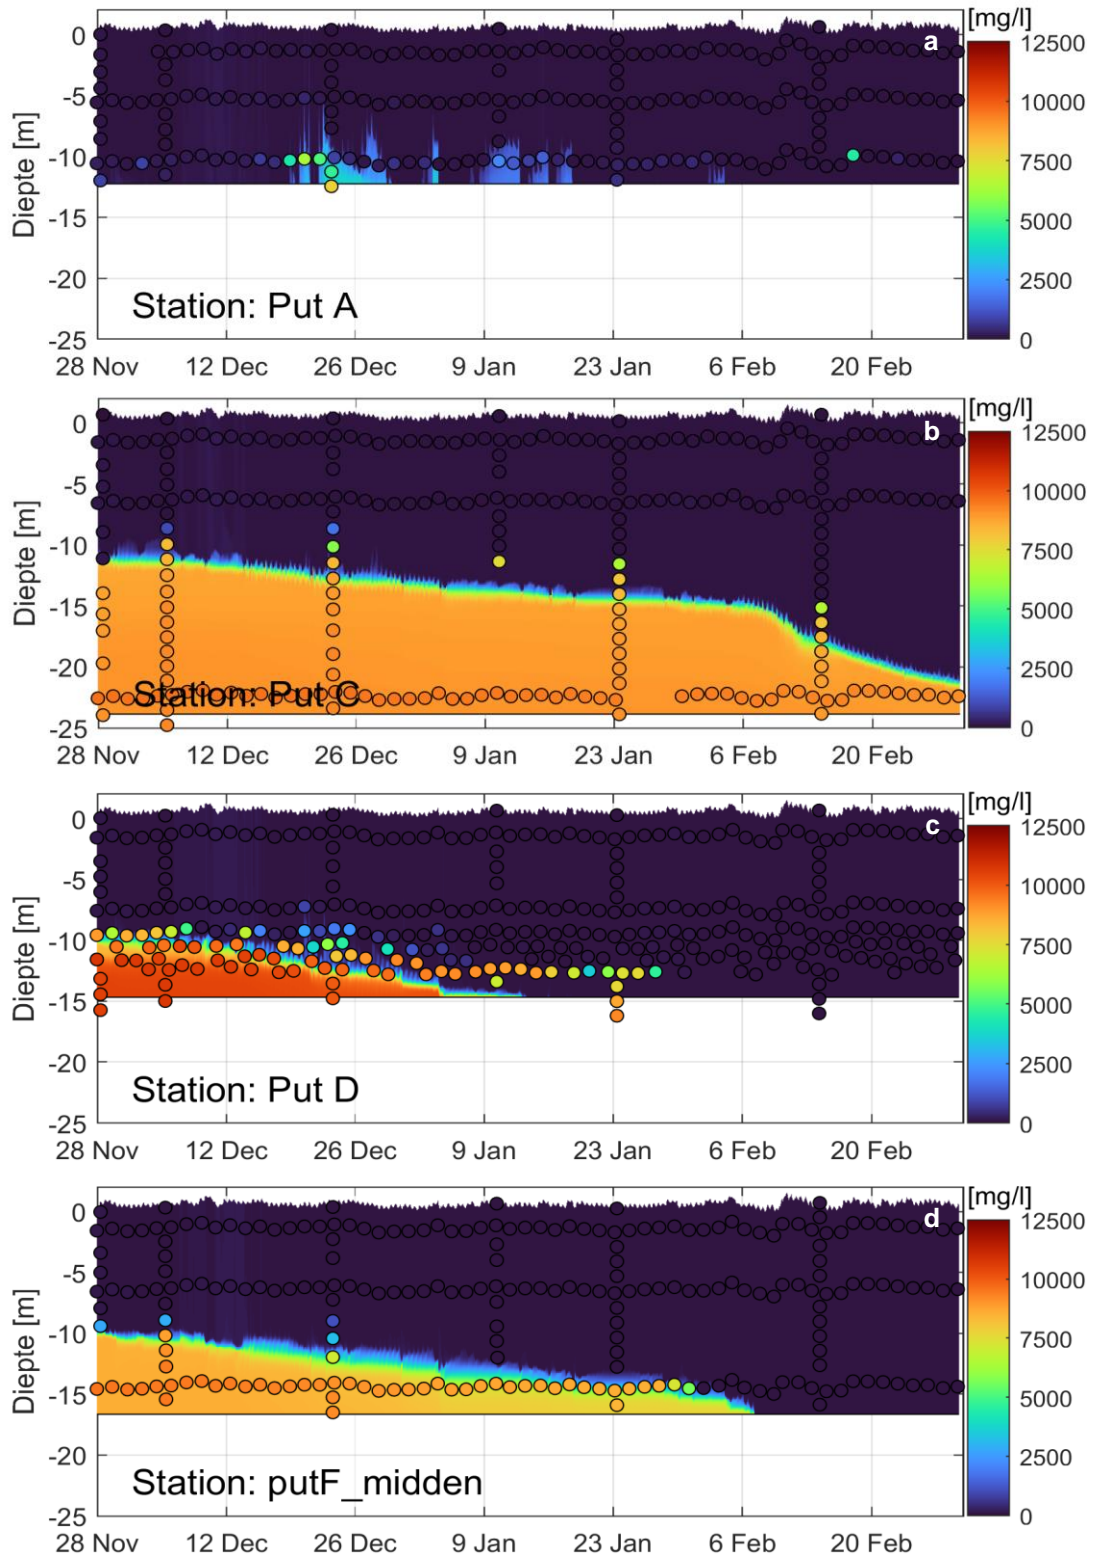 [mg/l]
a
0
-5
-10
-15
-20
-25
Diepte [m]
12500
10000
7500
5000
2500
0
Station: Put A
28 Nov 12 Dec 26 Dec 9 Jan 23 Jan 6 Feb 20 Feb
[mg/l]
b
0
-5
-10
-15
-20
-25
Diepte [m]
12500
10000
7500
5000
2500
0
Station: Put C
28 Nov 12 Dec 26 Dec 9 Jan 23 Jan 6 Feb 20 Feb
[mg/l]
c
0
-5
-10
-15
-20
-25
Diepte [m]
12500
10000
7500
5000
2500
0
Station: Put D
28 Nov 12 Dec 26 Dec 9 Jan 23 Jan 6 Feb 20 Feb
[mg/l]
d
0
-5
-10
-15
-20
-25
Diepte [m]
12500
10000
7500
5000
2500
0
Station: putF_midden
28 Nov 12 Dec 26 Dec 9 Jan 23 Jan 6 Feb 20 Feb